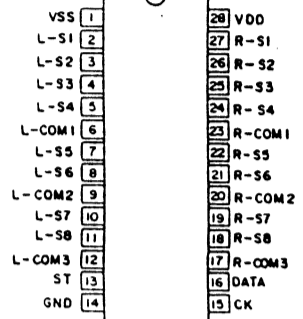 VSS 1 28 VDD
L-S1 2 27 R-S1
L-S2 3 26 R-S2
L-S3 4 25 R-S3
L-S4 5 24 R-S4
L-COM1 6 23 R-COM1
L-S5 7 22 R-S5
L-S6 8 21 R-S6
L-COM2 9 20 R-COM2
L-S7 10 19 R-S7
L-S8 11 18 R-S8
L-COM3 12 17 R-COM3
ST 13 16 DATA
GND 14 15 CK